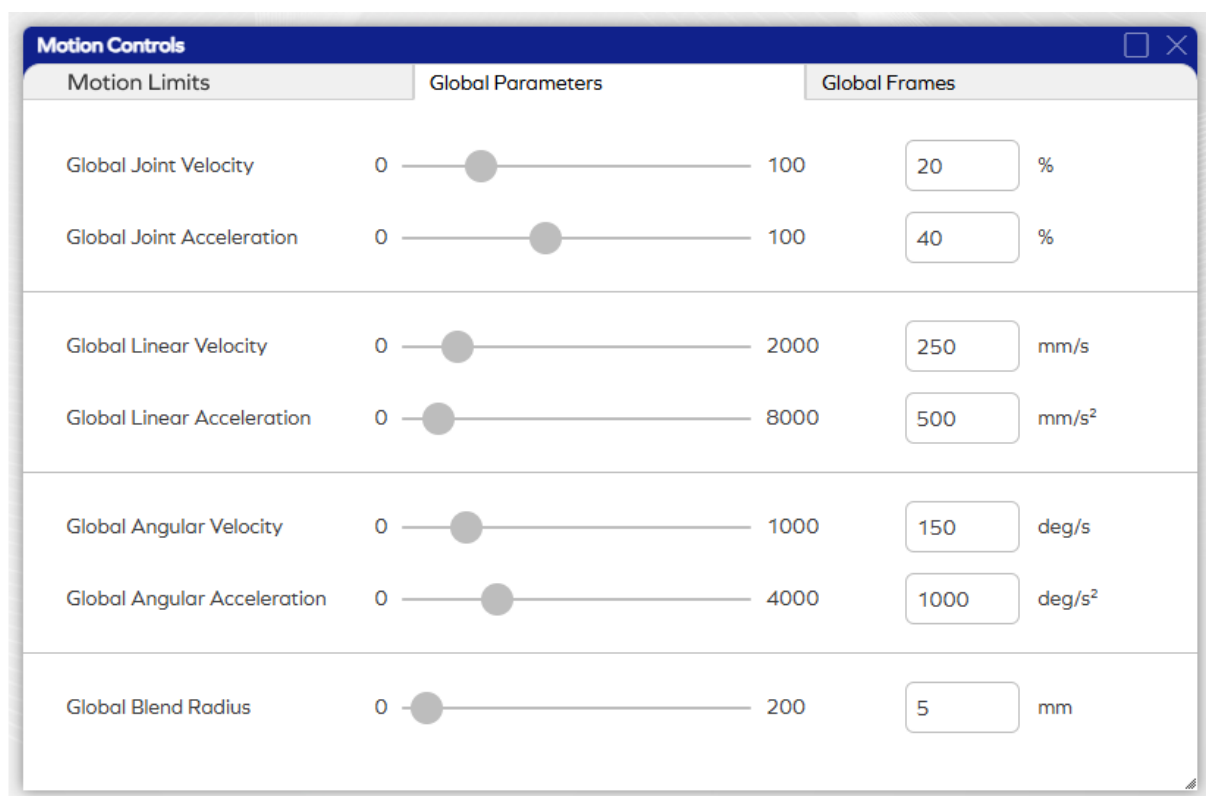 Motion Controls
Motion Limits Global Parameters Global Frames
Global Joint Velocity 0 100 20 %
Global Joint Acceleration 0 100 40 %
Global Linear Velocity 0 2000 250 mm/s
Global Linear Acceleration 0 8000 500 mm/s²
Global Angular Velocity 0 1000 150 deg/s
Global Angular Acceleration 0 4000 1000 deg/s²
Global Blend Radius 0 200 5 mm